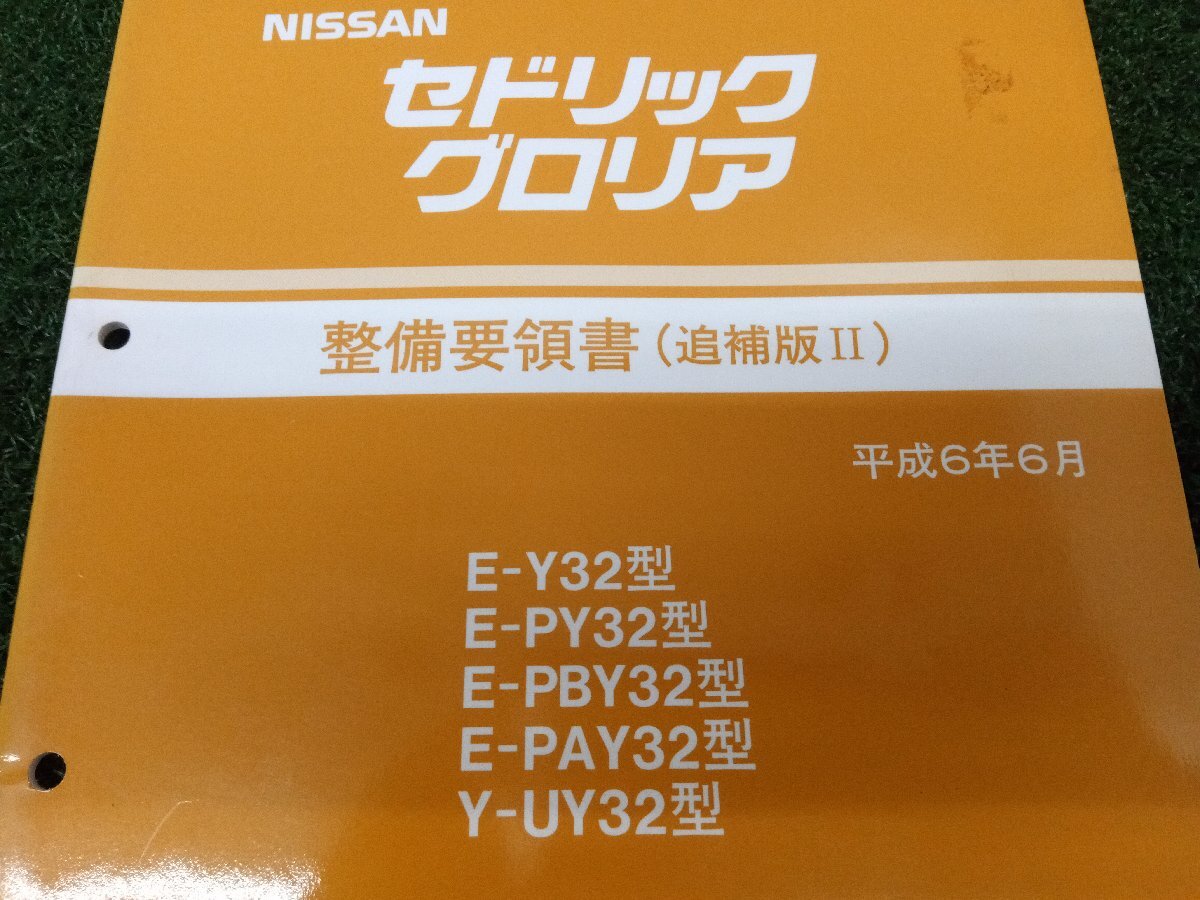 NISSAN
セドリック
グロリア
整備要領書(追補版II)
平成6年6月
E-Y32型
E-PY32型
E-PBY32型
E-PAY32型
Y-UY32型